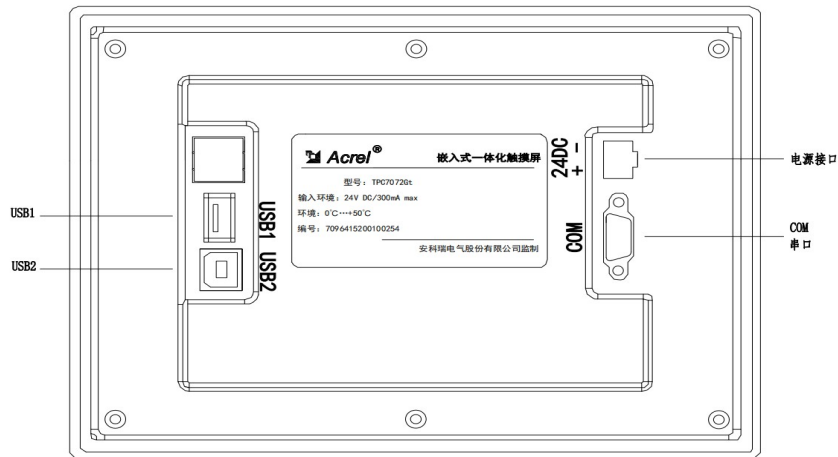 Acrel®
嵌入式一体化触摸屏
型号：TPC7072Gt
输入环境：24V DC/300mA max
环境：0℃…+50℃
编号：7096415200100254
安科瑞电气股份有限公司监制
USB1
USB2
USB1
USB2
24DC
- +
COM
电源接口
COM
串口